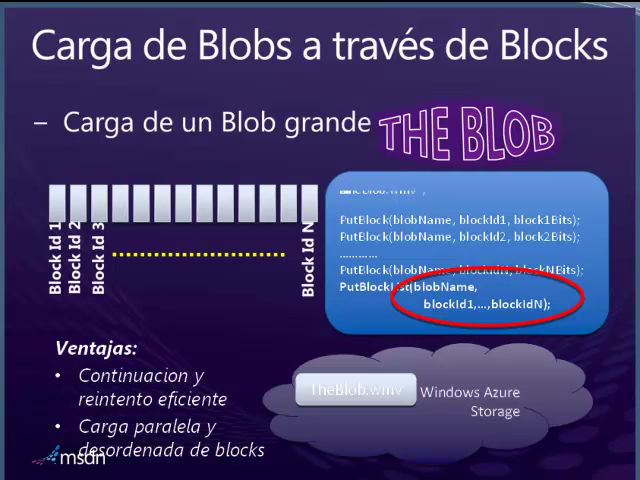 Carga de Blobs a través de Blocks
– Carga de un Blob grande
THE BLOB
Block Id 1
Block Id 2
Block Id 3
Block Id N
PutBlock(blobName, blockId1, block1Bits);
PutBlock(blobName, blockId2, block2Bits);
…………
PutBlock(blobName, blockIdN, blockNBits);
PutBlockList(blobName,
blockId1,…,blockidN);
Ventajas:
• Continuacion y
reintento eficiente
• Carga paralela y
desordenada de blocks
TheBlob.wmv
Windows Azure
Storage
msdn